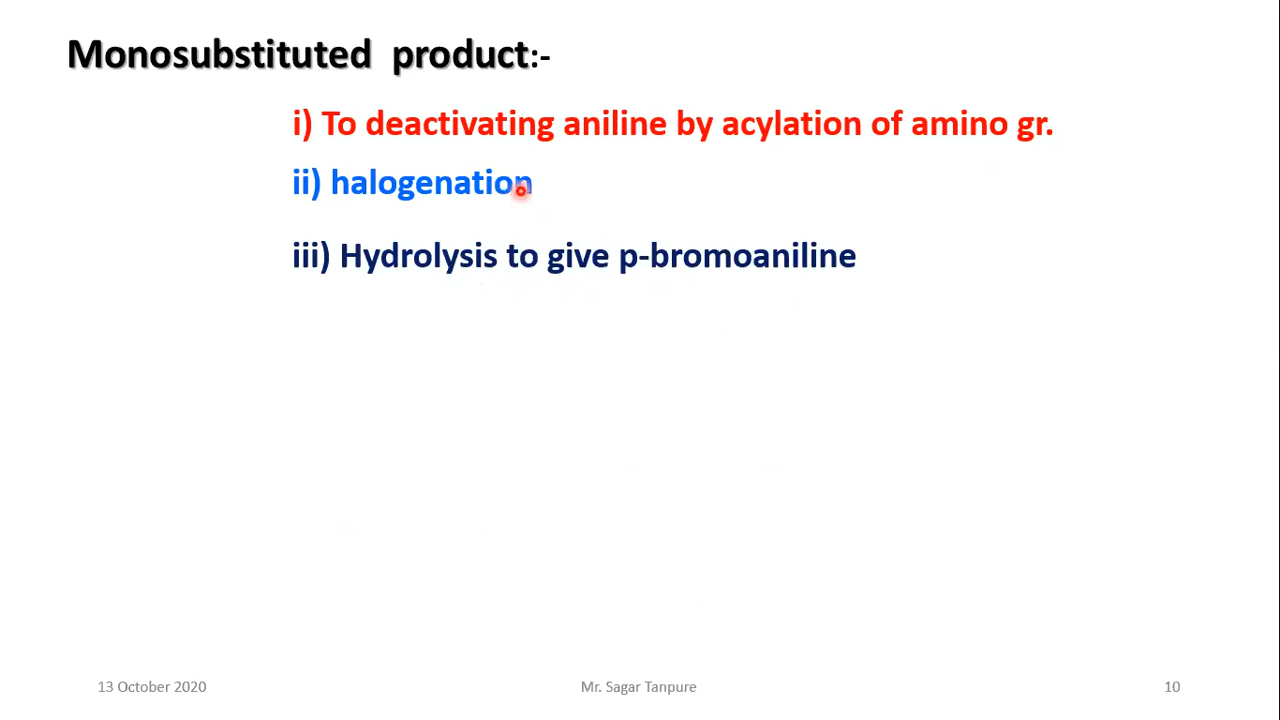 Monosubstituted product:-
i) To deactivating aniline by acylation of amino gr.
ii) halogenation
iii) Hydrolysis to give p-bromoaniline
13 October 2020
Mr. Sagar Tanpure
10